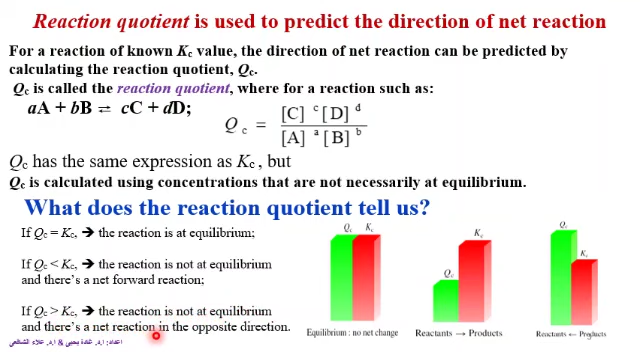 Reaction quotient is used to predict the direction of net reaction
For a reaction of known Kc value, the direction of net reaction can be predicted by
calculating the reaction quotient, Qc.
Qc is called the reaction quotient, where for a reaction such as:
aA + bB ⇌ cC + dD;
Q c = [C] c [D] d / [A] a [B] b
Qc has the same expression as Kc , but
Qc is calculated using concentrations that are not necessarily at equilibrium.
What does the reaction quotient tell us?
If Qc = Kc, ➔ the reaction is at equilibrium;
If Qc < Kc, ➔ the reaction is not at equilibrium
and there's a net forward reaction;
If Qc > Kc, ➔ the reaction is not at equilibrium
and there's a net reaction in the opposite direction.
Qc Kc
Equilibrium : no net change
Qc Kc
Reactants → Products
Qc Kc
Reactants ← Products
اعداد: ا.د. غادة يحيى & ا.د. علاء الشافعي